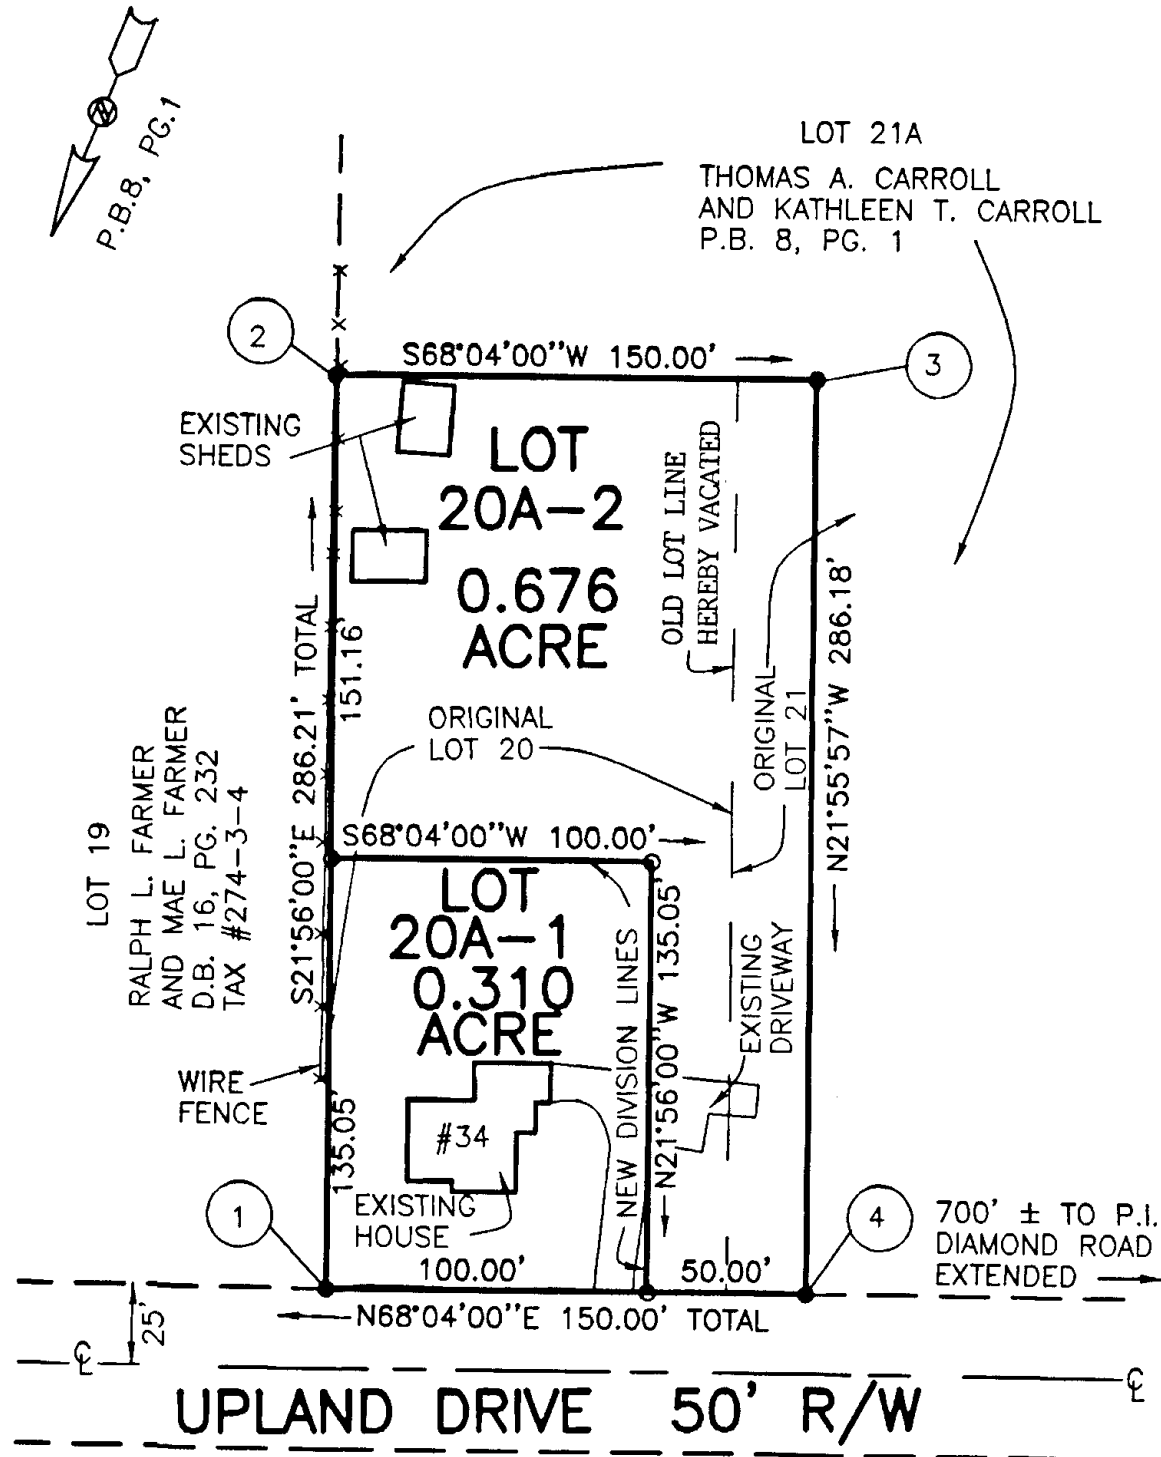 P.B.8, PG.1
LOT 21A
THOMAS A. CARROLL
AND KATHLEEN T. CARROLL
P.B. 8, PG. 1
2
S68°04'00"W 150.00'
3
EXISTING
SHEDS
LOT
20A-2
0.676
ACRE
OLD LOT LINE
HEREBY VACATED
ORIGINAL
LOT 21
N21°55'57"W 286.18'
S21°56'00"E 286.21' TOTAL
151.16'
ORIGINAL
LOT 20
LOT 19
RALPH L. FARMER
AND MAE L. FARMER
D.B. 16, PG. 232
TAX #274-3-4
S68°04'00"W 100.00'
LOT
20A-1
0.310
ACRE
N21°56'00"W 135.05'
NEW DIVISION LINES
EXISTING
DRIVEWAY
WIRE
FENCE
135.05'
#34
EXISTING
HOUSE
1
100.00'
50.00'
4
700' ± TO P.I.
DIAMOND ROAD
EXTENDED
N68°04'00"E 150.00' TOTAL
25'
℄
℄
UPLAND DRIVE 50' R/W